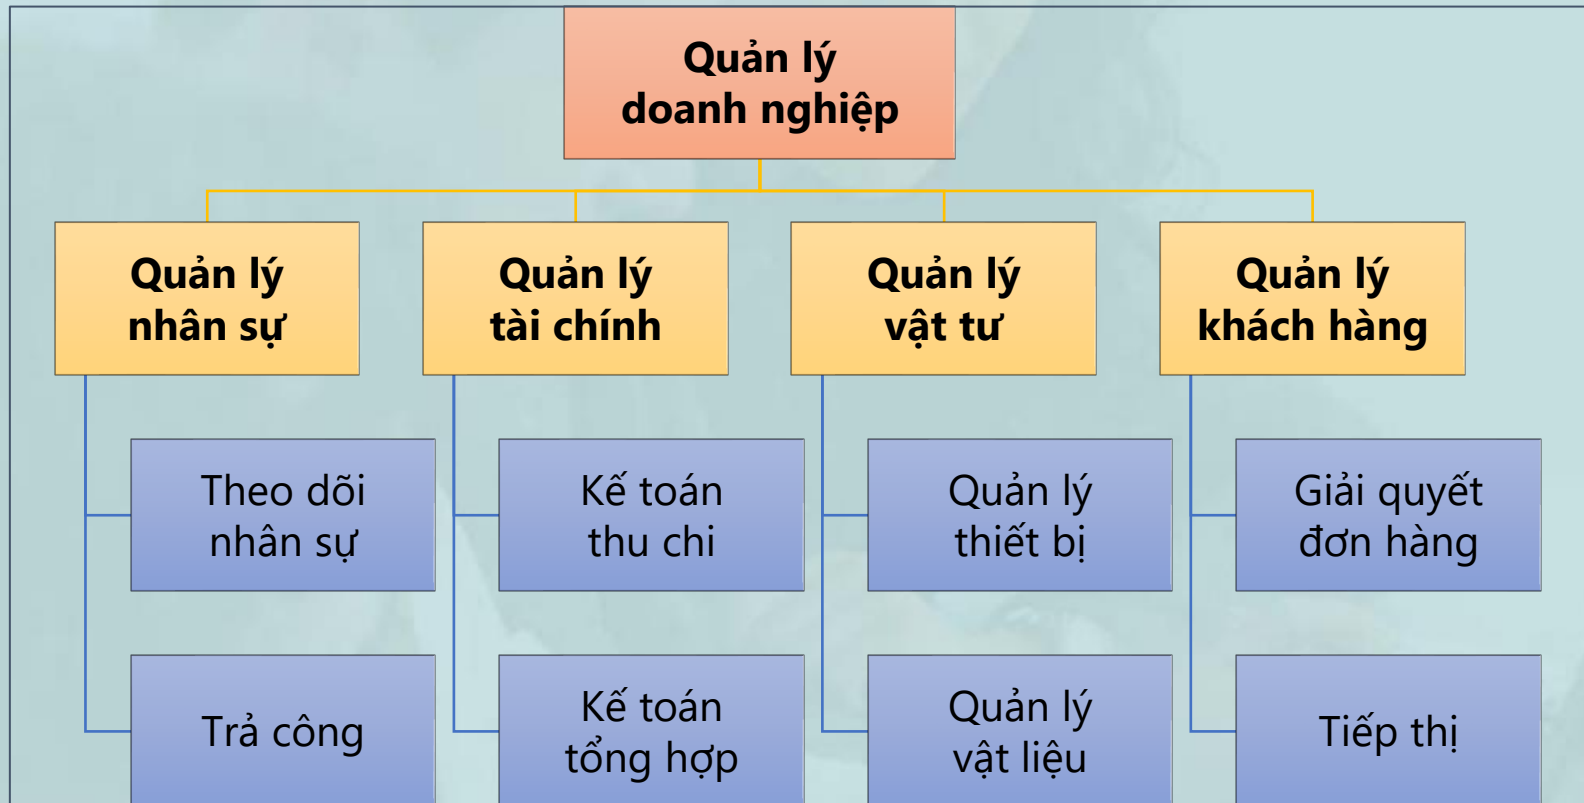 Quản lý
doanh nghiệp
Quản lý
nhân sự
Quản lý
tài chính
Quản lý
vật tư
Quản lý
khách hàng
Theo dõi
nhân sự
Kế toán
thu chi
Quản lý
thiết bị
Giải quyết
đơn hàng
Trả công
Kế toán
tổng hợp
Quản lý
vật liệu
Tiếp thị